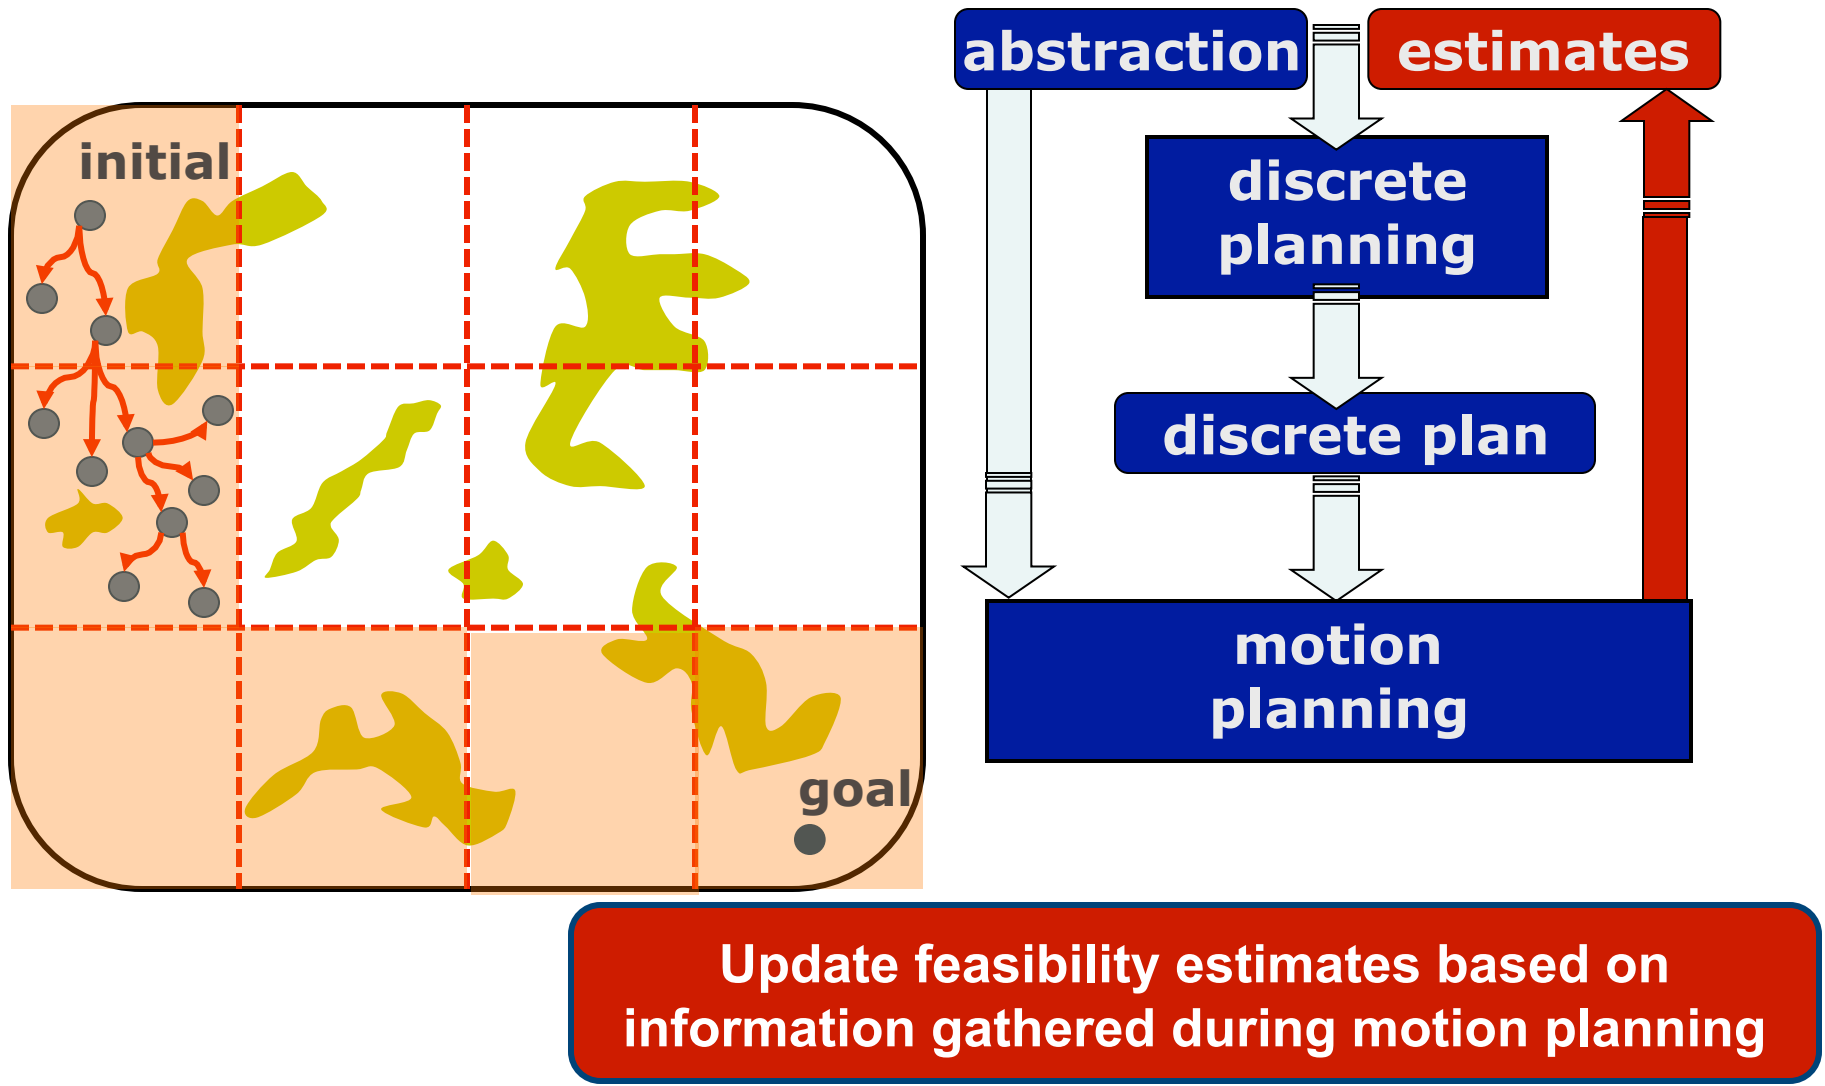 initial
goal
abstraction
estimates
discrete
planning
discrete plan
motion
planning
Update feasibility estimates based on
information gathered during motion planning